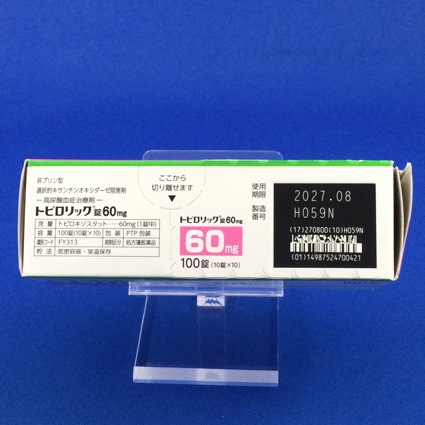 非プリン型
選択的キサンチンオキシダーゼ阻害剤
―高尿酸血症治療剤―
トピロリック錠60mg
含量 トピロキソスタット……60mg(1錠中)
容量 100錠(10錠×10) 包装 PTP包装
識別コード FY313 規制区分 処方箋医薬品
貯法 気密容器・室温保存
ここから
切り離せます
トピロリック錠60mg
60mg
100錠(10錠×10)
使用期限
製造番号
2027.08
H059N
(17)270800(10)H059N
(01)14987524700421